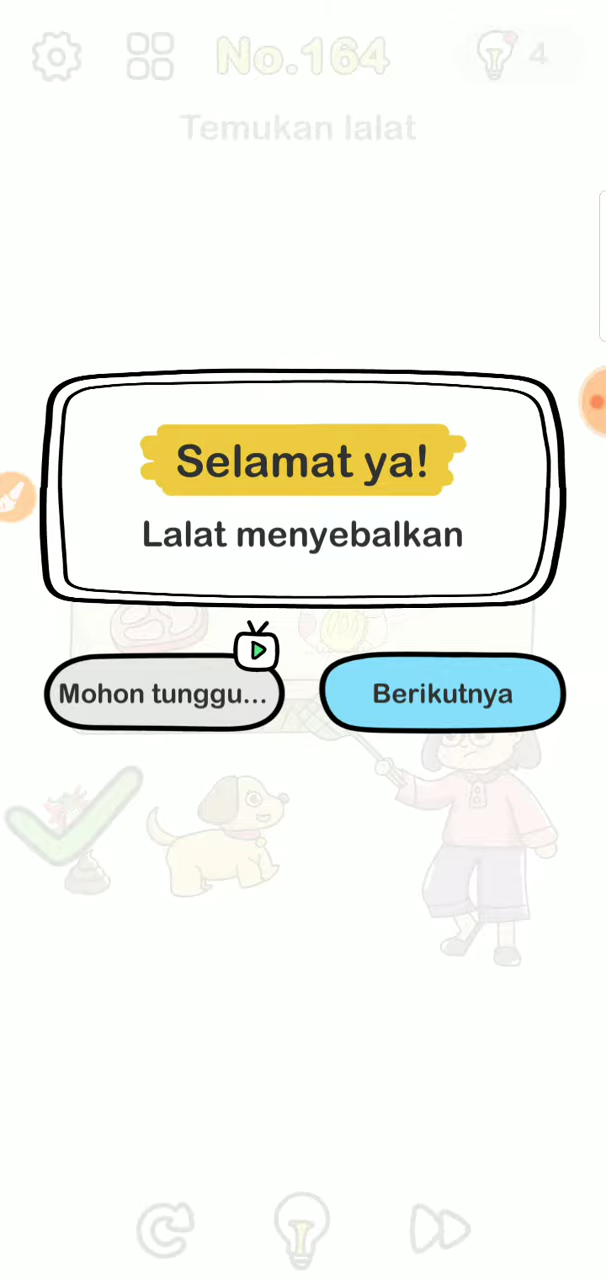 No.164
4
Temukan lalat
Selamat ya!
Lalat menyebalkan
Mohon tunggu...
Berikutnya